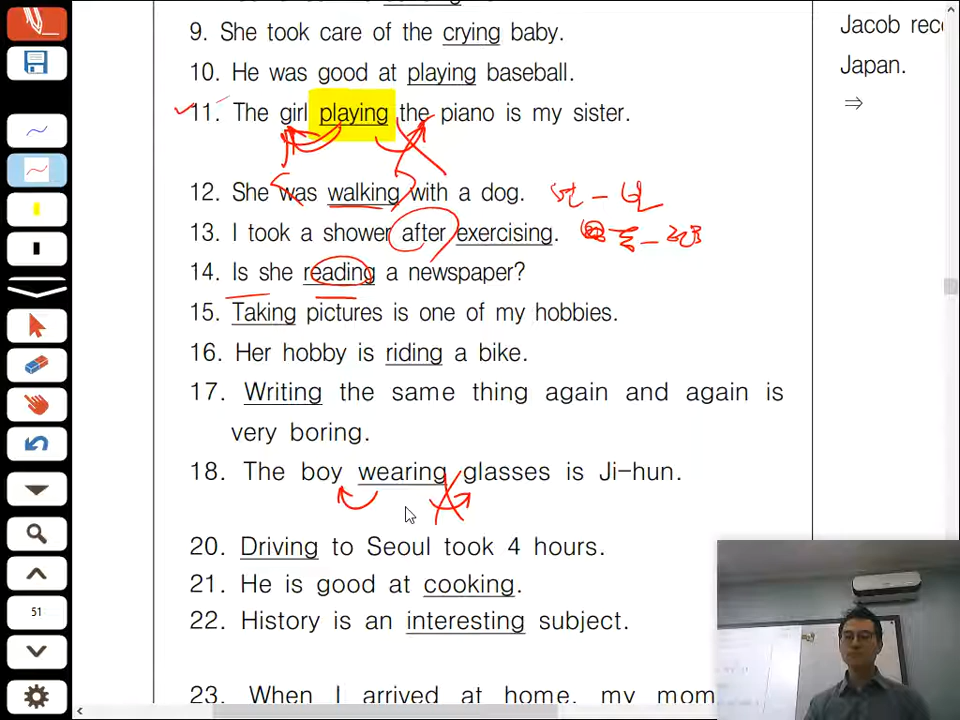 9. She took care of the crying baby.
10. He was good at playing baseball.
11. The girl playing the piano is my sister.
12. She was walking with a dog.
13. I took a shower after exercising.
14. Is she reading a newspaper?
15. Taking pictures is one of my hobbies.
16. Her hobby is riding a bike.
17. Writing the same thing again and again is
very boring.
18. The boy wearing glasses is Ji-hun.
20. Driving to Seoul took 4 hours.
21. He is good at cooking.
22. History is an interesting subject.
23. When I arrived at home, my mom
Jacob rec
Japan.
⇒
51